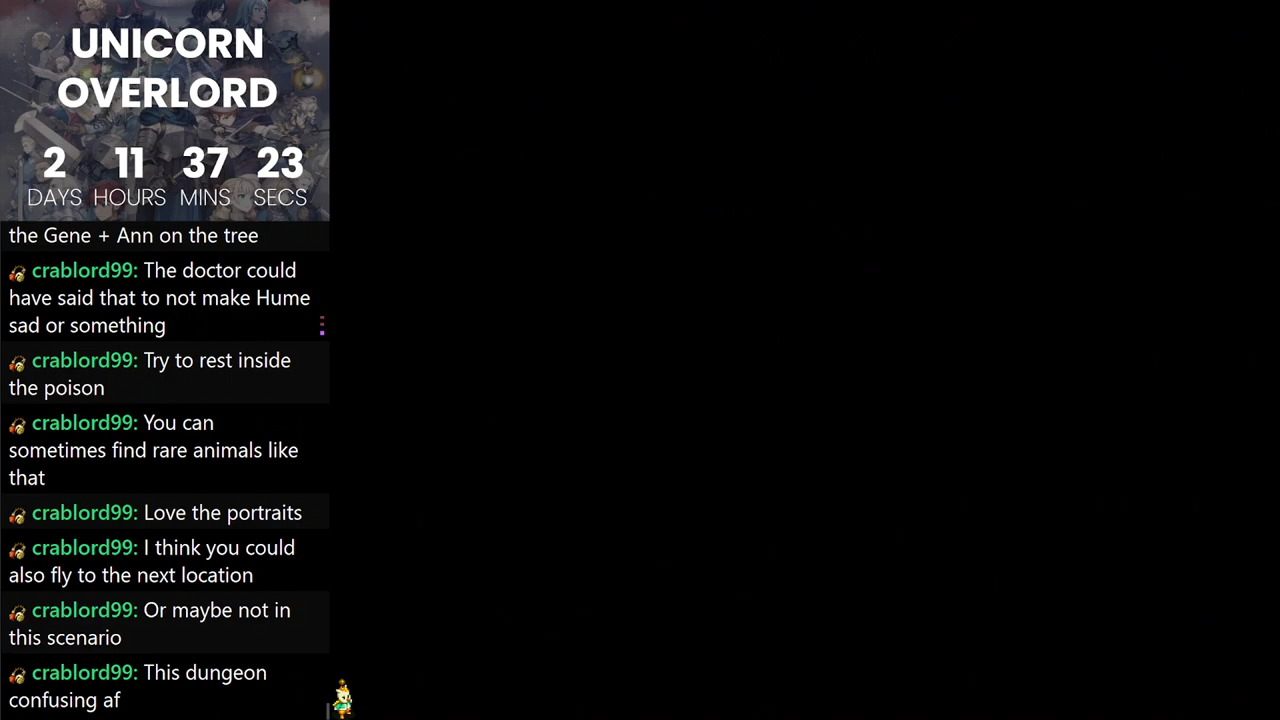 UNICORN
OVERLORD
2 11 37 23
DAYS HOURS MINS SECS
the Gene + Ann on the tree
crablord99: The doctor could
have said that to not make Hume
sad or something
crablord99: Try to rest inside
the poison
crablord99: You can
sometimes find rare animals like
that
crablord99: Love the portraits
crablord99: I think you could
also fly to the next location
crablord99: Or maybe not in
this scenario
crablord99: This dungeon
confusing af